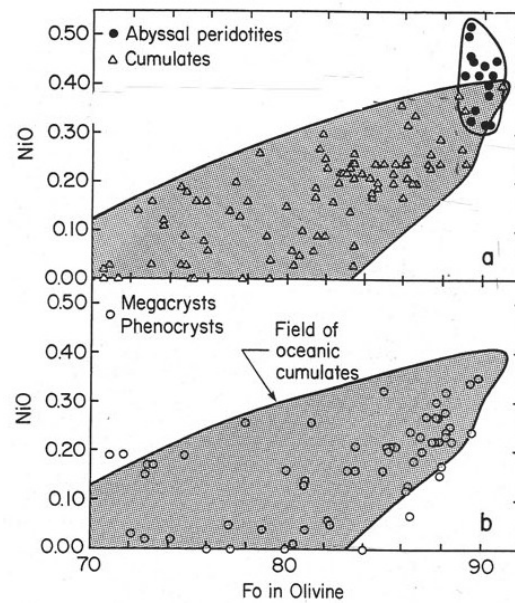 0.50
● Abyssal peridotites
△ Cumulates
0.40
0.30
NiO
0.20
0.10
0.00
a
0.50
○ Megacrysts
Phenocrysts
Field of
oceanic
cumulates
0.40
0.30
NiO
0.20
0.10
0.00
b
70 80 90
Fo in Olivine